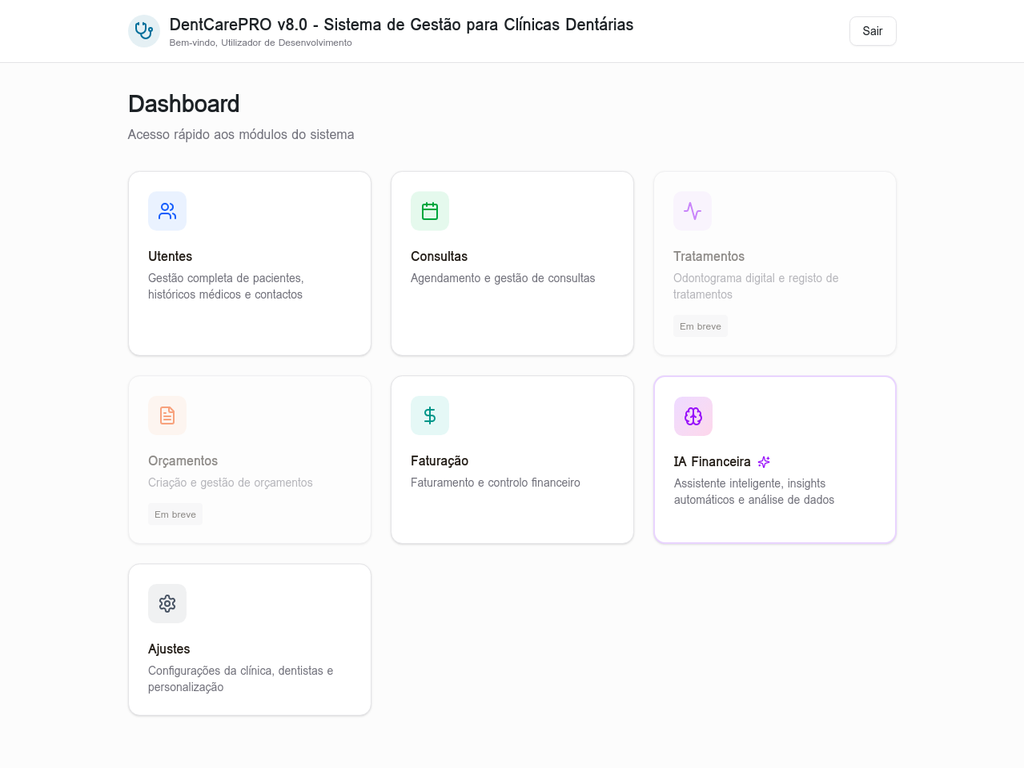 DentCarePRO v8.0 - Sistema de Gestão para Clínicas Dentárias
Bem-vindo, Utilizador de Desenvolvimento
Sair
Dashboard
Acesso rápido aos módulos do sistema
Utentes
Gestão completa de pacientes,
históricos médicos e contactos
Consultas
Agendamento e gestão de consultas
Tratamentos
Odontograma digital e registo de
tratamentos
Em breve
Orçamentos
Criação e gestão de orçamentos
Em breve
Faturação
Faturamento e controlo financeiro
IA Financeira
Assistente inteligente, insights
automáticos e análise de dados
Ajustes
Configurações da clínica, dentistas e
personalização